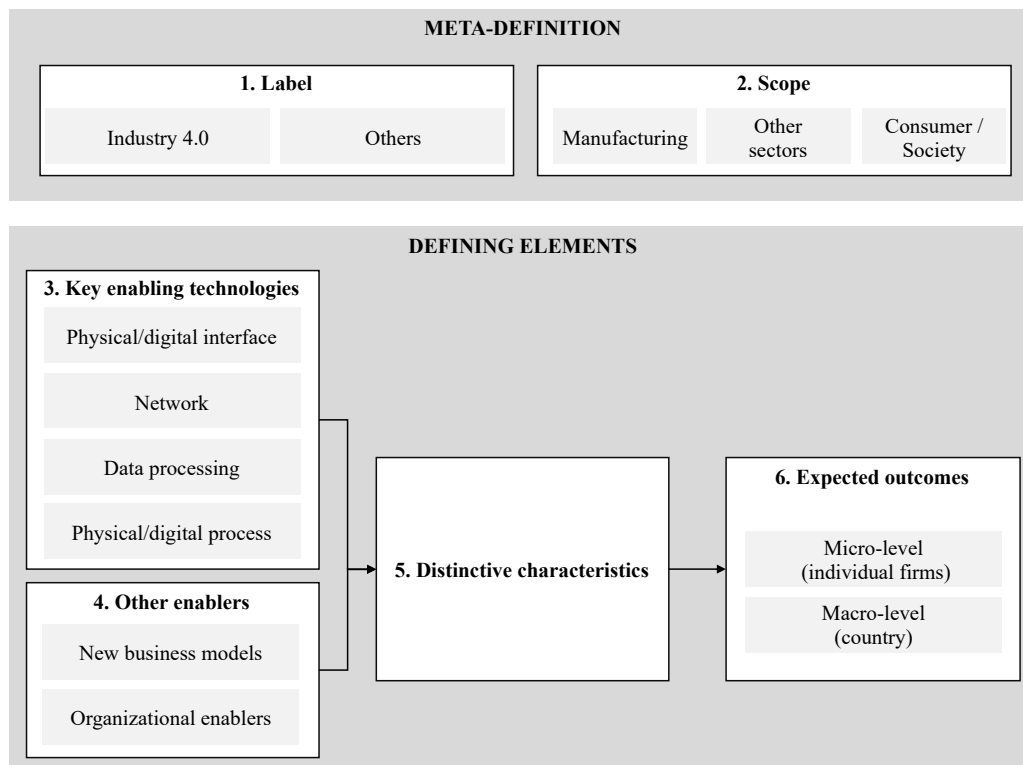 META-DEFINITION
1. Label
Industry 4.0
Others
2. Scope
Manufacturing
Other
sectors
Consumer /
Society
DEFINING ELEMENTS
3. Key enabling technologies
Physical/digital interface
Network
Data processing
Physical/digital process
4. Other enablers
New business models
Organizational enablers
5. Distinctive characteristics
6. Expected outcomes
Micro-level
(individual firms)
Macro-level
(country)